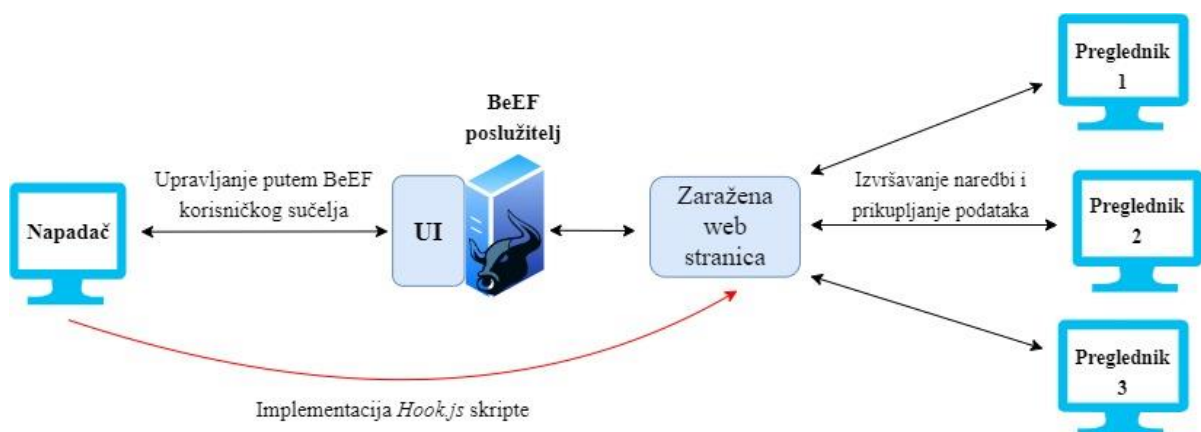 BeEF
poslužitelj
Napadač
Upravljanje putem BeEF
korisničkog sučelja
UI
Zaražena
web
stranica
Izvršavanje naredbi i
prikupljanje podataka
Preglednik
1
Preglednik
2
Preglednik
3
Implementacija Hook.js skripte